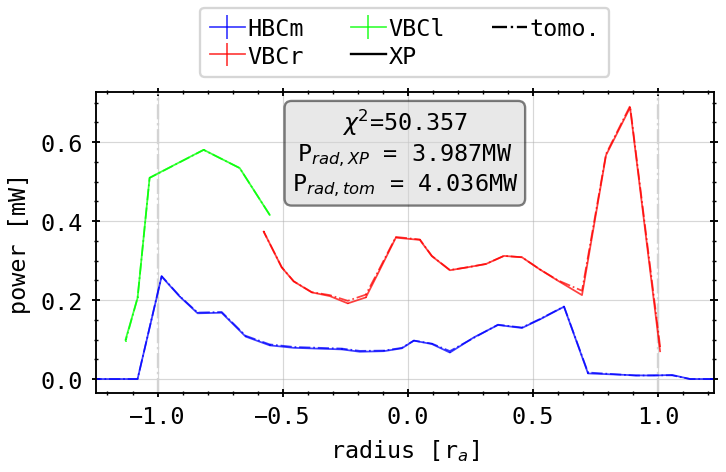 HBCm VBCl tomo.
VBCr XP
χ²=50.357
P_rad,XP = 3.987MW
P_rad,tom = 4.036MW
0.6
0.4
0.2
0.0
power [mW]
−1.0 −0.5 0.0 0.5 1.0
radius [r_a]